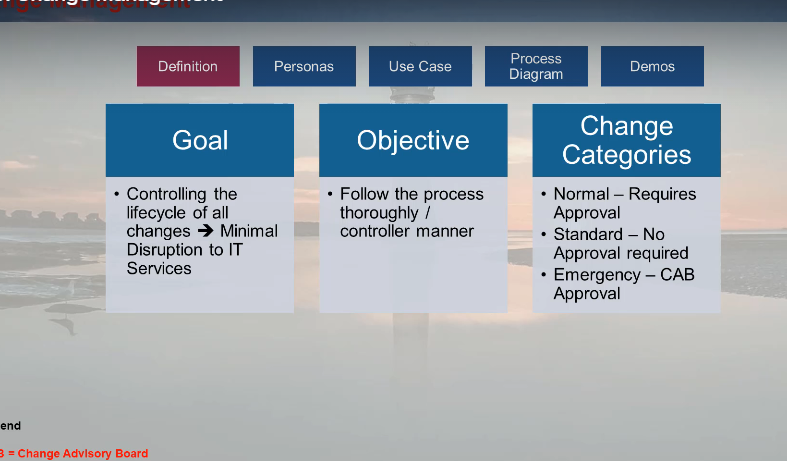 Change Management
Definition
Personas
Use Case
Process
Diagram
Demos
Goal
Objective
Change
Categories
• Controlling the
lifecycle of all
changes ➔ Minimal
Disruption to IT
Services
• Follow the process
thoroughly /
controller manner
• Normal – Requires
Approval
• Standard – No
Approval required
• Emergency – CAB
Approval
end
B = Change Advisory Board